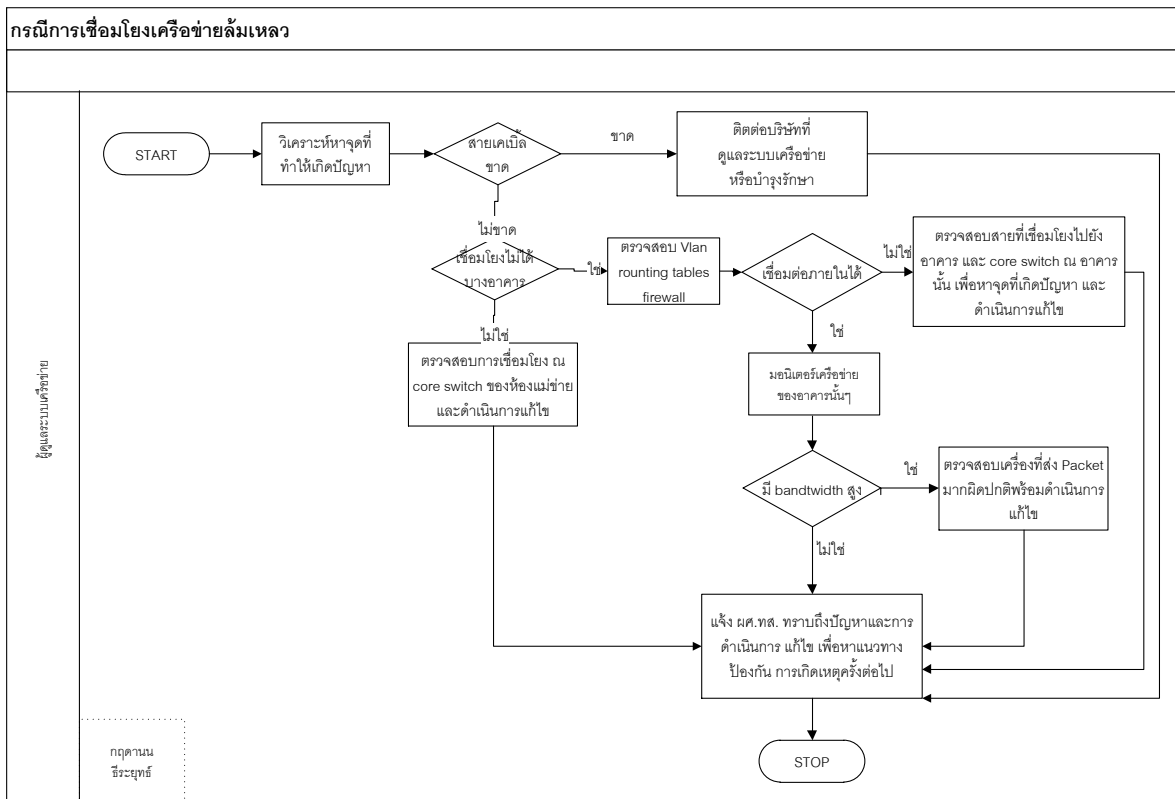 กรณีการเชื่อมโยงเครือข่ายล้มเหลว
START
วิเคราะห์หาจุดที่
ทำให้เกิดปัญหา
สายเคเบิ้ล
ขาด
ขาด
ติตต่อบริษัทที่
ดูแลระบบเครือข่าย
หรือบำรุงรักษา
ไม่ขาด
เชื่อมโยงไม่ได้
บางอาคาร
ใช่
ตรวจสอบ Vlan
rounting tables
firewall
เชื่อมต่อภายในได้
ไม่ใช่
ตรวจสอบสายที่เชื่อมโยงไปยัง
อาคาร และ core switch ณ อาคาร
นั้น เพื่อหาจุดที่เกิดปัญหา และ
ดำเนินการแก้ไข
ไม่ใช่
ตรวจสอบการเชื่อมโยง ณ
core switch ของห้องแม่ข่าย
และดำเนินการแก้ไข
ใช่
มอนิเตอร์เครือข่าย
ของอาคารนั้นๆ
มี bandtwidth สูง
ใช่
ตรวจสอบเครื่องที่ส่ง Packet
มากผิดปกติพร้อมดำเนินการ
แก้ไข
ไม่ใช่
แจ้ง ผศ.ทส. ทราบถึงปัญหาและการ
ดำเนินการ แก้ไข เพื่อหาแนวทาง
ป้องกัน การเกิดเหตุครั้งต่อไป
STOP
ผู้ดูแลระบบเครือข่าย
กฤดานน
ธีระยุทธ์